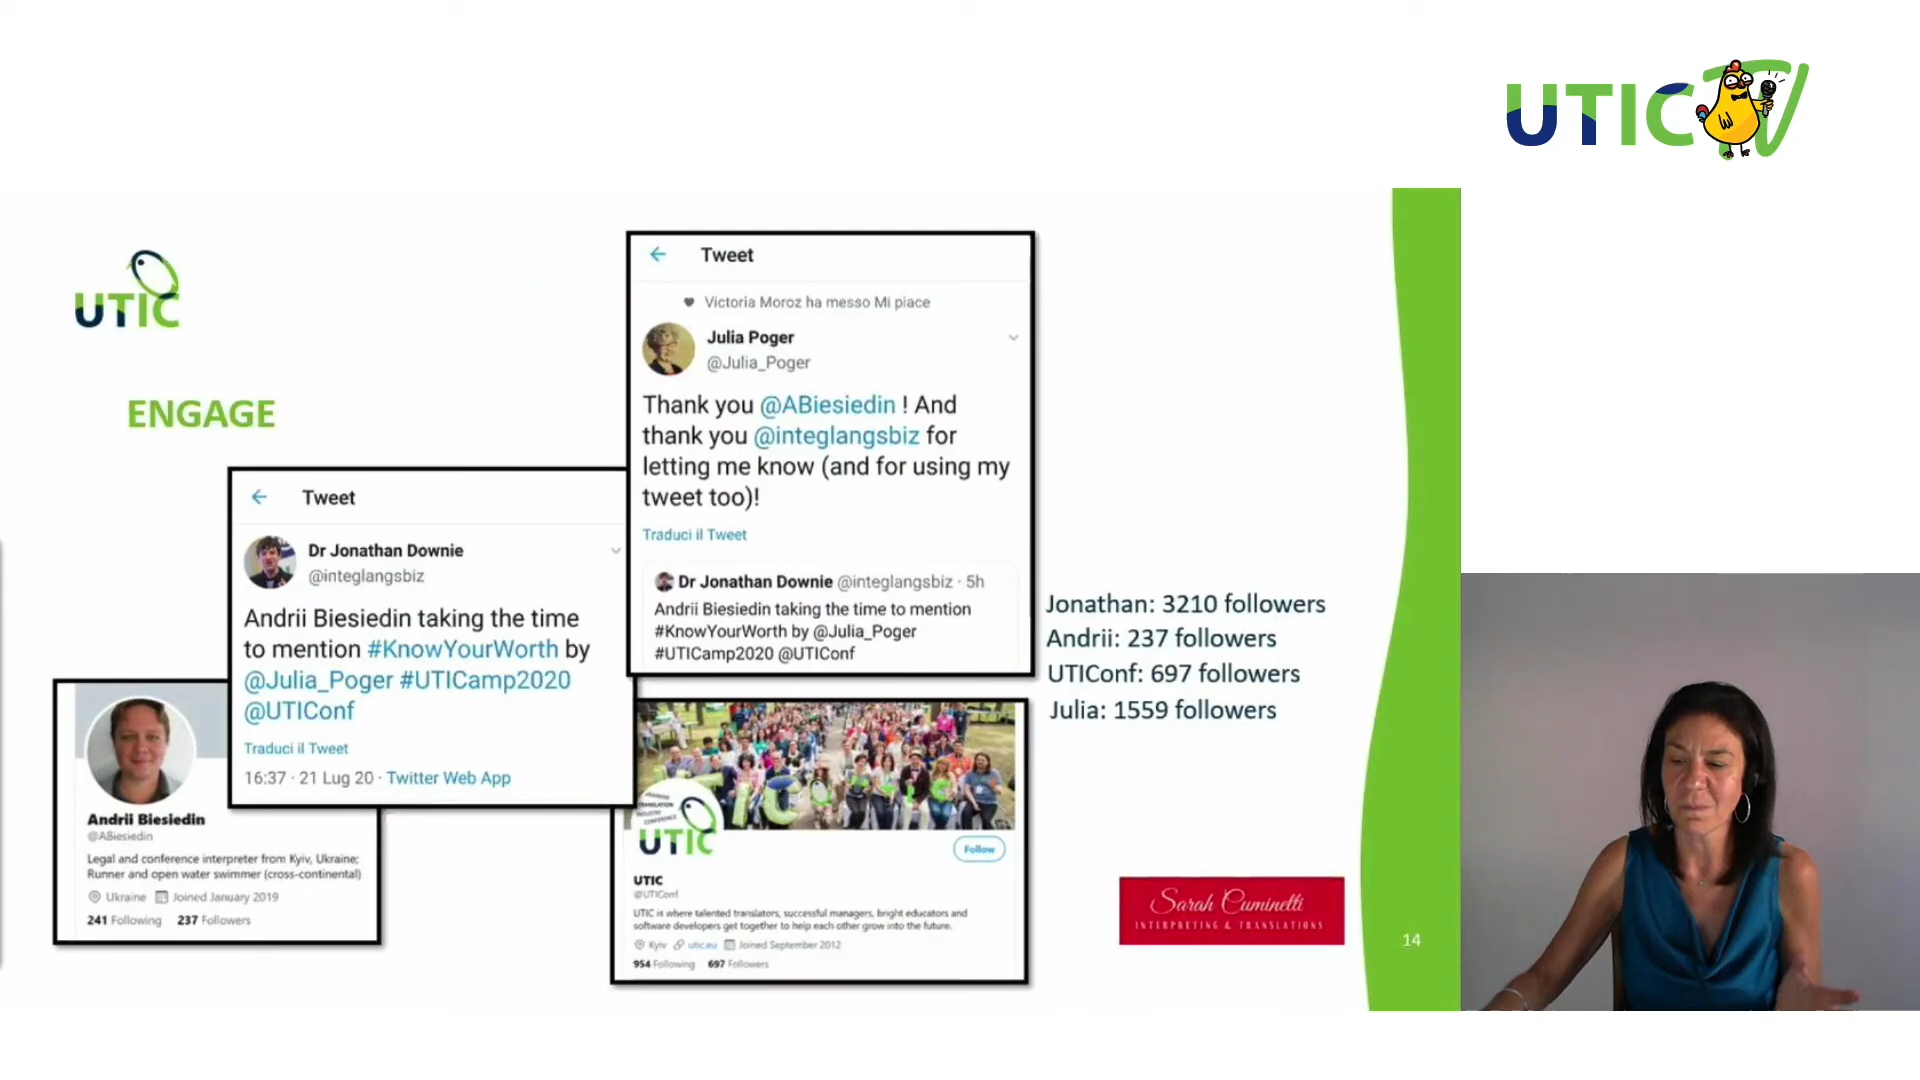 UTIC TV
UTIC
ENGAGE
Tweet
Victoria Moroz ha messo Mi piace
Julia Poger
@Julia_Poger
Thank you @ABiesiedin ! And
thank you @integlangsbiz for
letting me know (and for using my
tweet too)!
Traduci il Tweet
Dr Jonathan Downie @integlangsbiz · 5h
Andrii Biesiedin taking the time to mention
#KnowYourWorth by @Julia_Poger
#UTICamp2020 @UTIConf
Tweet
Dr Jonathan Downie
@integlangsbiz
Andrii Biesiedin taking the time
to mention #KnowYourWorth by
@Julia_Poger #UTICamp2020
@UTIConf
Traduci il Tweet
16:37 · 21 Lug 20 · Twitter Web App
Andrii Biesiedin
@ABiesiedin
Legal and conference interpreter from Kyiv, Ukraine;
Runner and open water swimmer (cross-continental)
Ukraine Joined January 2019
241 Following 237 Followers
UTIC
Follow
UTIC
@UTIConf
UTIC is where talented translators, successful managers, bright educators and
software developers get together to help each other grow into the future.
Kyiv utic.eu Joined September 2012
954 Following 697 Followers
Jonathan: 3210 followers
Andrii: 237 followers
UTIConf: 697 followers
Julia: 1559 followers
Sarah Cuminetti
INTERPRETING & TRANSLATIONS
14